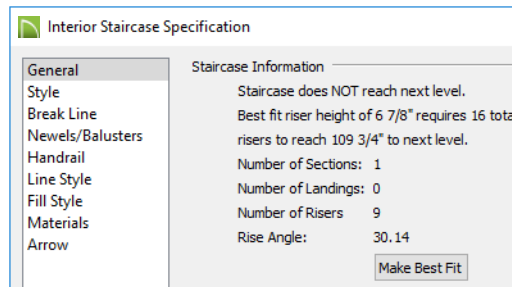 Interior Staircase Specification
General
Style
Break Line
Newels/Balusters
Handrail
Line Style
Fill Style
Materials
Arrow
Staircase Information
Staircase does NOT reach next level.
Best fit riser height of 6 7/8" requires 16 tota
risers to reach 109 3/4" to next level.
Number of Sections: 1
Number of Landings: 0
Number of Risers 9
Rise Angle: 30.14
Make Best Fit